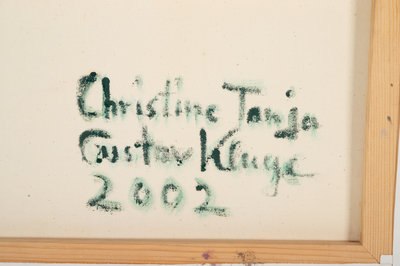 Christine Tanja
Gustav Kluge
2002